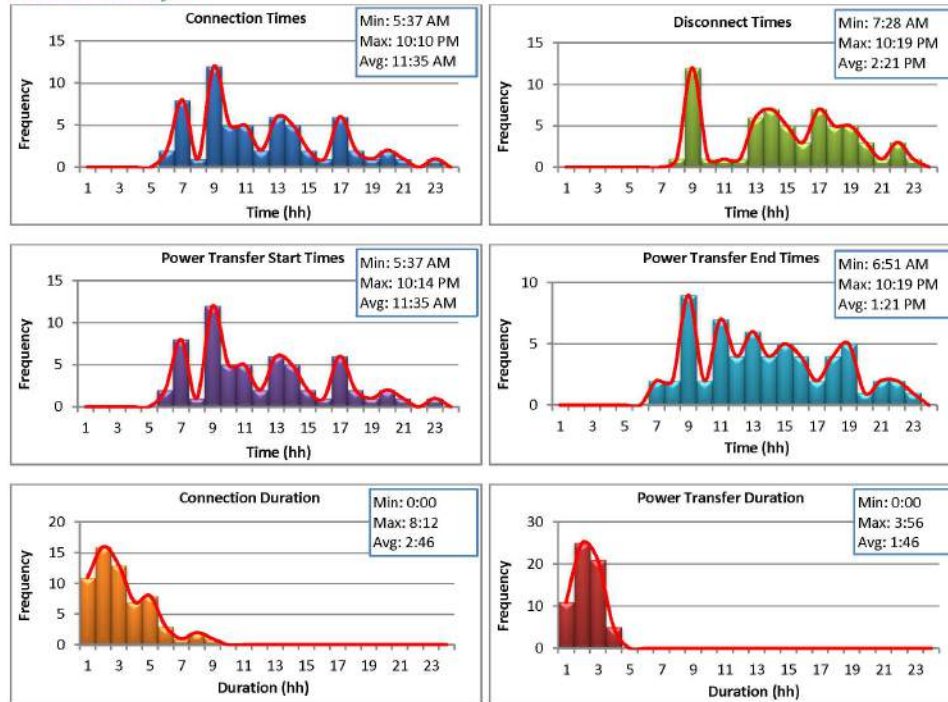 Connection Times
Min: 5:37 AM
Max: 10:10 PM
Avg: 11:35 AM
15
10
5
0
Frequency
1 3 5 7 9 11 13 15 17 19 21 23
Time (hh)
Disconnect Times
Min: 7:28 AM
Max: 10:19 PM
Avg: 2:21 PM
15
10
5
0
Frequency
1 3 5 7 9 11 13 15 17 19 21 23
Time (hh)
Power Transfer Start Times
Min: 5:37 AM
Max: 10:14 PM
Avg: 11:35 AM
15
10
5
0
Frequency
1 3 5 7 9 11 13 15 17 19 21 23
Time (hh)
Power Transfer End Times
Min: 6:51 AM
Max: 10:19 PM
Avg: 1:21 PM
10
5
0
Frequency
1 3 5 7 9 11 13 15 17 19 21 23
Time (hh)
Connection Duration
Min: 0:00
Max: 8:12
Avg: 2:46
20
15
10
5
0
Frequency
1 3 5 7 9 11 13 15 17 19 21 23
Duration (hh)
Power Transfer Duration
Min: 0:00
Max: 3:56
Avg: 1:46
30
20
10
0
Frequency
1 3 5 7 9 11 13 15 17 19 21 23
Duration (hh)